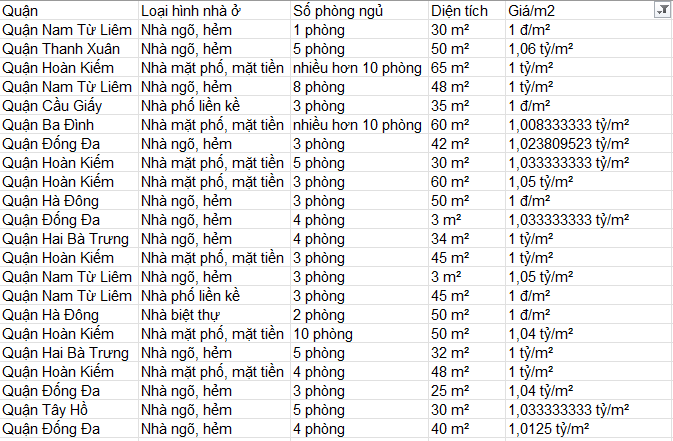 Quận Loại hình nhà ở Số phòng ngủ Diện tích Giá/m2
Quận Nam Từ Liêm Nhà ngõ, hẻm 1 phòng 30 m² 1 đ/m²
Quận Thanh Xuân Nhà ngõ, hẻm 5 phòng 50 m² 1,06 tỷ/m²
Quận Hoàn Kiếm Nhà mặt phố, mặt tiền nhiều hơn 10 phòng 65 m² 1 tỷ/m²
Quận Nam Từ Liêm Nhà ngõ, hẻm 8 phòng 48 m² 1 tỷ/m²
Quận Cầu Giấy Nhà phố liền kề 3 phòng 35 m² 1 đ/m²
Quận Ba Đình Nhà mặt phố, mặt tiền nhiều hơn 10 phòng 60 m² 1,008333333 tỷ/m²
Quận Đống Đa Nhà ngõ, hẻm 3 phòng 42 m² 1,023809523 tỷ/m²
Quận Hoàn Kiếm Nhà mặt phố, mặt tiền 5 phòng 30 m² 1,033333333 tỷ/m²
Quận Hoàn Kiếm Nhà mặt phố, mặt tiền 3 phòng 60 m² 1,05 tỷ/m²
Quận Hà Đông Nhà ngõ, hẻm 3 phòng 50 m² 1 đ/m²
Quận Đống Đa Nhà ngõ, hẻm 4 phòng 3 m² 1,033333333 tỷ/m²
Quận Hai Bà Trưng Nhà ngõ, hẻm 4 phòng 34 m² 1 tỷ/m²
Quận Hoàn Kiếm Nhà mặt phố, mặt tiền 3 phòng 45 m² 1 tỷ/m²
Quận Nam Từ Liêm Nhà ngõ, hẻm 3 phòng 3 m² 1,05 tỷ/m²
Quận Nam Từ Liêm Nhà phố liền kề 3 phòng 45 m² 1 đ/m²
Quận Hà Đông Nhà biệt thự 2 phòng 50 m² 1 đ/m²
Quận Hoàn Kiếm Nhà mặt phố, mặt tiền 10 phòng 50 m² 1,04 tỷ/m²
Quận Hai Bà Trưng Nhà ngõ, hẻm 5 phòng 32 m² 1 tỷ/m²
Quận Hoàn Kiếm Nhà mặt phố, mặt tiền 4 phòng 48 m² 1 tỷ/m²
Quận Đống Đa Nhà ngõ, hẻm 3 phòng 25 m² 1,04 tỷ/m²
Quận Tây Hồ Nhà ngõ, hẻm 5 phòng 30 m² 1,033333333 tỷ/m²
Quận Đống Đa Nhà ngõ, hẻm 4 phòng 40 m² 1,0125 tỷ/m²